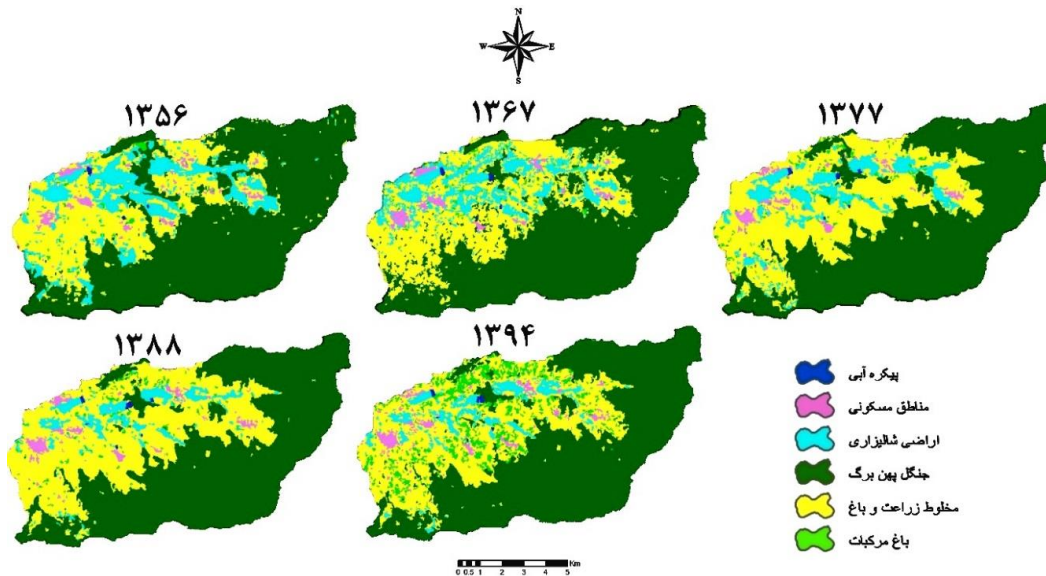 N
W E
S
۱۳۵۶
۱۳۶۷
۱۳۷۷
۱۳۸۸
۱۳۹۴
پیکره آبی
مناطق مسکونی
اراضی شالیزاری
جنگل پهن برگ
مخلوط زراعت و باغ
باغ مرکبات
0 0.5 1 2 3 4 5 Km